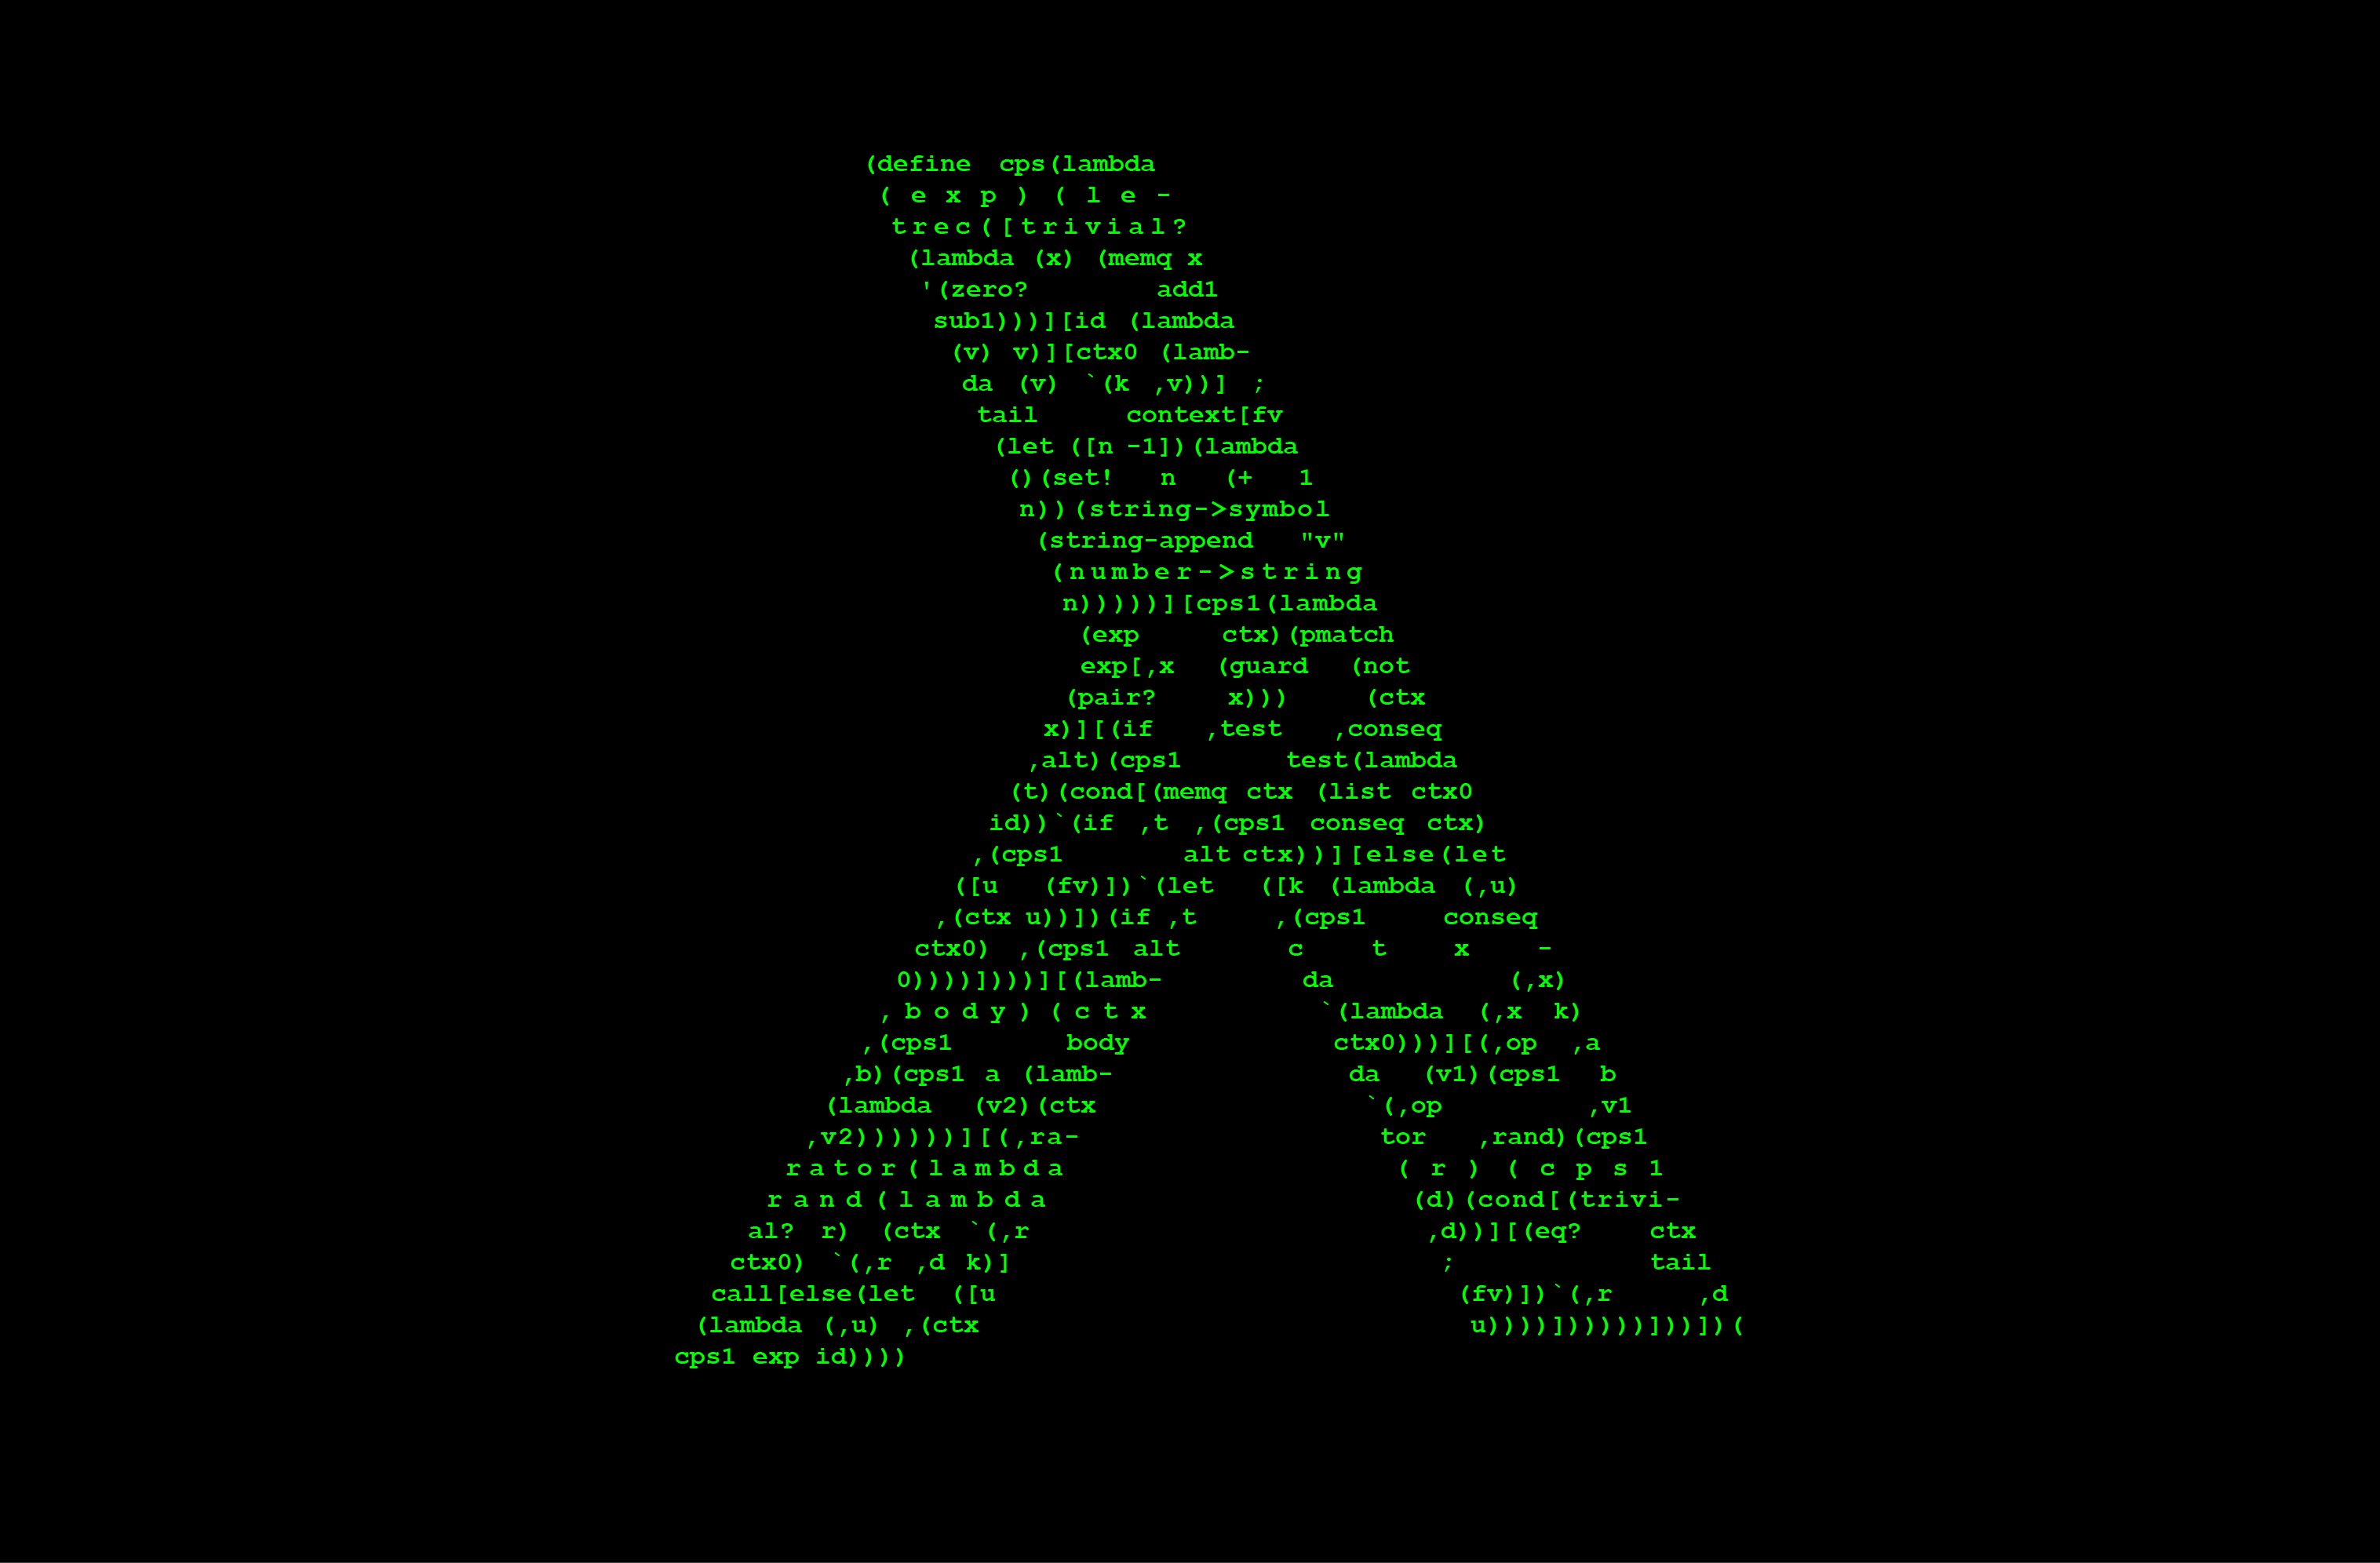 (define cps(lambda
(exp)(le-
trec([trivial?
(lambda (x) (memq x
'(zero? add1
sub1)))][id (lambda
(v) v)][ctx0 (lamb-
da (v) `(k ,v))] ;
tail context[fv
(let ([n -1])(lambda
()(set! n (+ 1
n))(string->symbol
(string-append "v"
(number->string
n)))))][cps1(lambda
(exp ctx)(pmatch
exp[,x (guard (not
(pair? x))) (ctx
x)][(if ,test ,conseq
,alt)(cps1 test(lambda
(t)(cond[(memq ctx (list ctx0
id))`(if ,t ,(cps1 conseq ctx)
,(cps1 alt ctx))][else(let
([u (fv)])`(let ([k (lambda (,u)
,(ctx u))])(if ,t ,(cps1 conseq
ctx0) ,(cps1 alt ctx-
0))))])))][(lamb- da (,x)
,body)(ctx `(lambda (,x k)
,(cps1 body ctx0)))][(,op ,a
,b)(cps1 a (lamb- da (v1)(cps1 b
(lambda (v2)(ctx `(,op ,v1
,v2))))))][(,ra- tor ,rand)(cps1
rator(lambda (r)(cps1
rand(lambda (d)(cond[(trivi-
al? r) (ctx `(,r ,d))][(eq? ctx
ctx0) `(,r ,d k)] ; tail
call[else(let ([u (fv)])`(,r ,d
(lambda (,u) ,(ctx u))))])))))]))])(
cps1 exp id))))